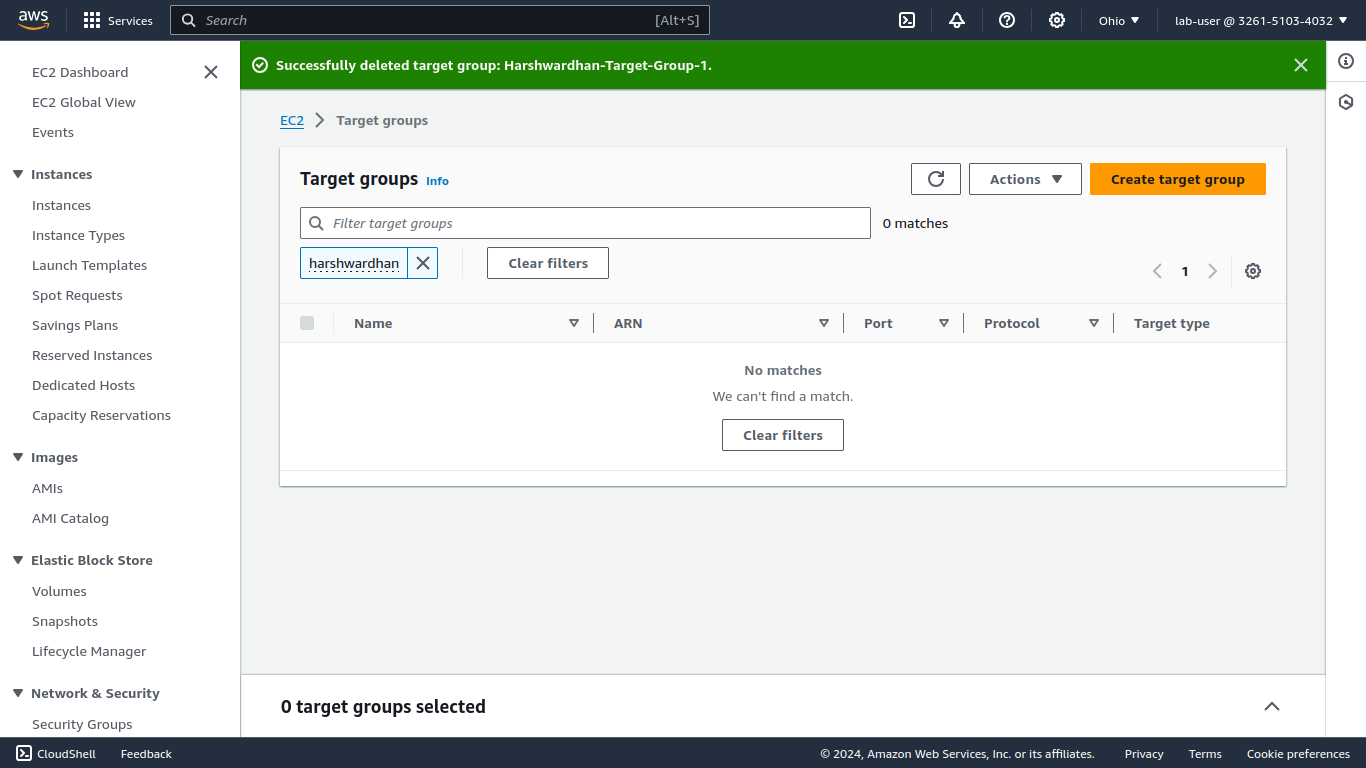 aws
Services
Search
[Alt+S]
Ohio
lab-user @ 3261-5103-4032
EC2 Dashboard
EC2 Global View
Events
Instances
Instances
Instance Types
Launch Templates
Spot Requests
Savings Plans
Reserved Instances
Dedicated Hosts
Capacity Reservations
Images
AMIs
AMI Catalog
Elastic Block Store
Volumes
Snapshots
Lifecycle Manager
Network & Security
Security Groups
Successfully deleted target group: Harshwardhan-Target-Group-1.
EC2
Target groups
Target groups
Info
Actions
Create target group
Filter target groups
0 matches
harshwardhan
Clear filters
1
Name
ARN
Port
Protocol
Target type
No matches
We can't find a match.
Clear filters
0 target groups selected
CloudShell
Feedback
© 2024, Amazon Web Services, Inc. or its affiliates.
Privacy
Terms
Cookie preferences